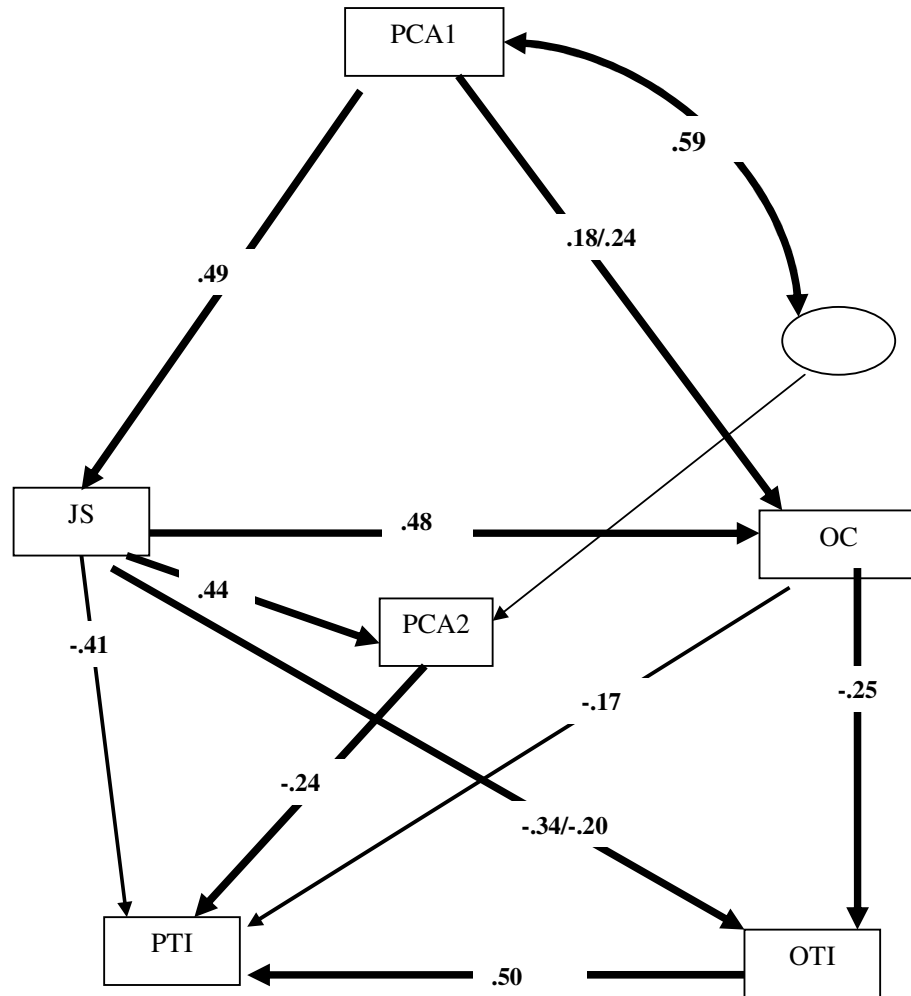 PCA1
.59
.18/.24
.49
JS
.48
OC
.44
PCA2
-.41
-.17
-.25
-.24
-.34/-.20
PTI
OTI
.50